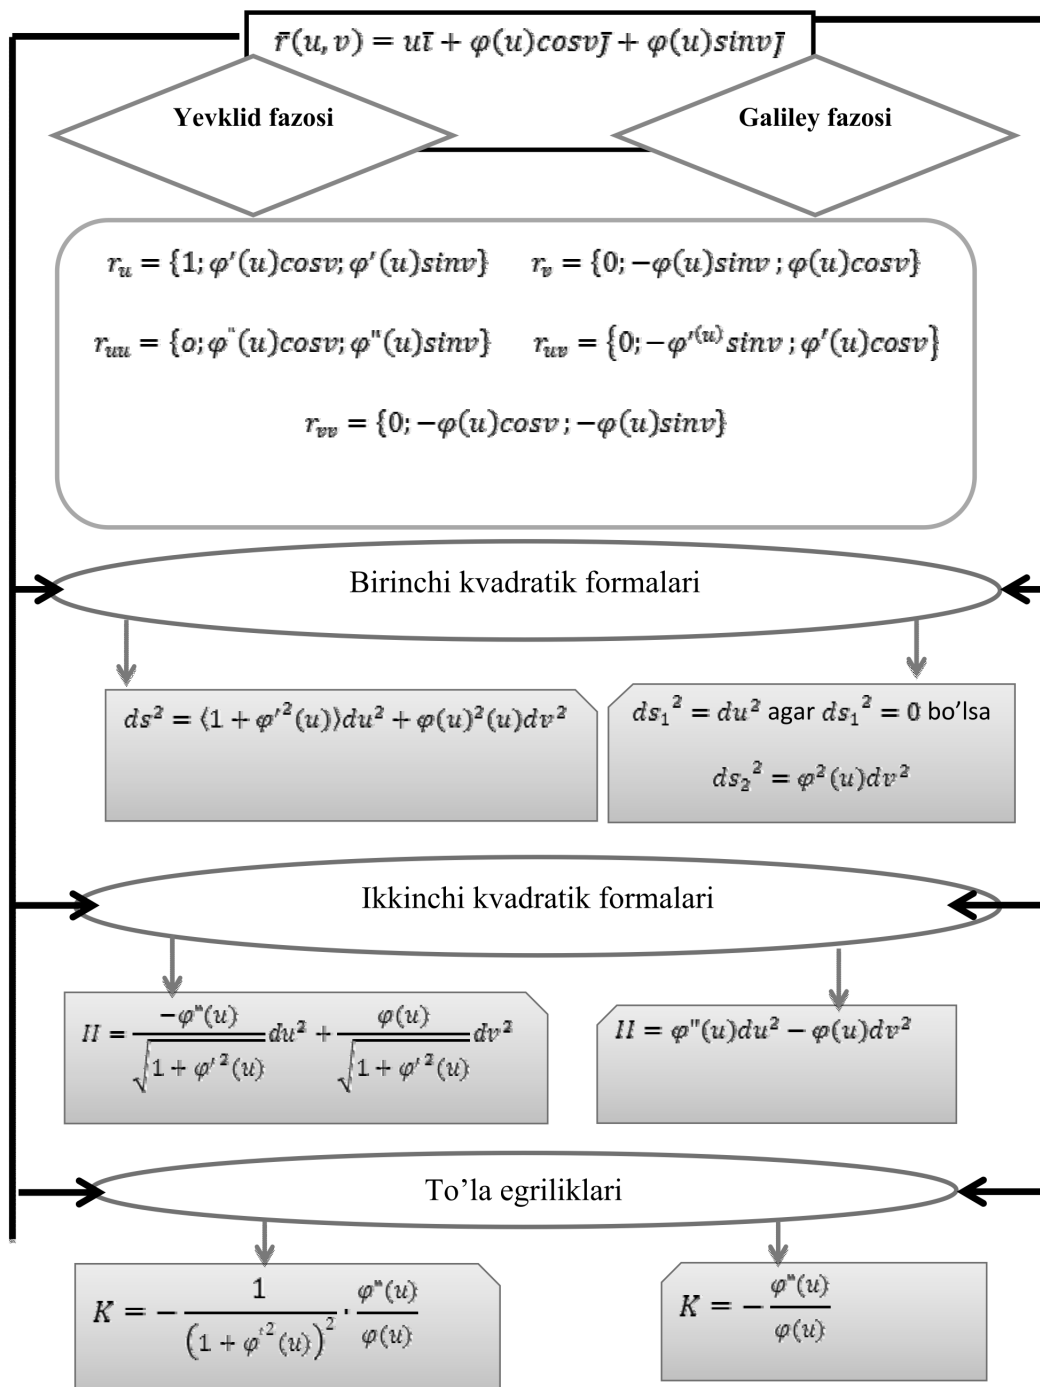 r̄(u, v) = uī + φ(u)cosvj̄ + φ(u)sinvj̄
Yevklid fazosi
Galiley fazosi
r_u = {1; φ′(u)cosv; φ′(u)sinv} r_v = {0; −φ(u)sinv ; φ(u)cosv}
r_uu = {o; φ"(u)cosv; φ"(u)sinv} r_uv = {0; −φ′^(u) sinv ; φ′(u)cosv}
r_vv = {0; −φ(u)cosv ; −φ(u)sinv}
Birinchi kvadratik formalari
ds² = ⟨1 + φ′²(u)⟩du² + φ(u)²(u)dv²
ds₁² = du² agar ds₁² = 0 bo’lsa
ds₂² = φ²(u)dv²
Ikkinchi kvadratik formalari
II = −φ"(u)/√(1 + φ′²(u)) du² + φ(u)/√(1 + φ′²(u)) dv²
II = φ"(u)du² − φ(u)dv²
To’la egriliklari
K = − 1/(1 + φ′²(u))² · φ"(u)/φ(u)
K = − φ"(u)/φ(u)